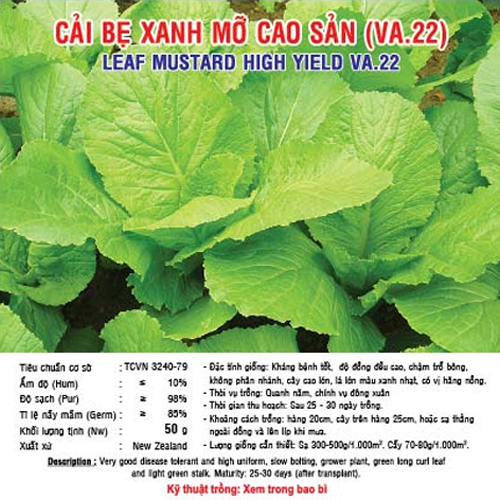 CẢI BẸ XANH MỠ CAO SẢN (VA.22)
LEAF MUSTARD HIGH YIELD VA.22
Tiêu chuẩn cơ sở : TCVN 3240-79
Ẩm độ (Hum) : ≤ 10%
Độ sạch (Pur) : ≥ 98%
Tỉ lệ nẩy mầm (Germ) : ≥ 85%
Khối lượng tịnh (Nw) : 50 g
Xuất xứ : New Zealand
- Đặc tính giống: Kháng bệnh tốt, độ đồng đều cao, chậm trổ bông,
không phân nhánh, cây cao lớn, lá lớn màu xanh nhạt, có vị hăng nồng.
- Thời vụ trồng: Quanh năm, chính vụ đông xuân
- Thời gian thu hoạch: Sau 25 - 30 ngày trồng.
- Khoảng cách trồng: hàng 20cm, cây trên hàng 25cm, hoặc sạ thẳng
ngoài đồng và lên líp khi mưa.
- Lượng giống cần thiết: Sạ 300-500g/1.000m². Cấy 70-80g/1.000m².
Description : Very good disease tolerant and high uniform, slow bolting, grower plant, green long curl leaf
and light green stalk. Maturity: 25-30 days (after transplant).
Kỹ thuật trồng: Xem trong bao bì